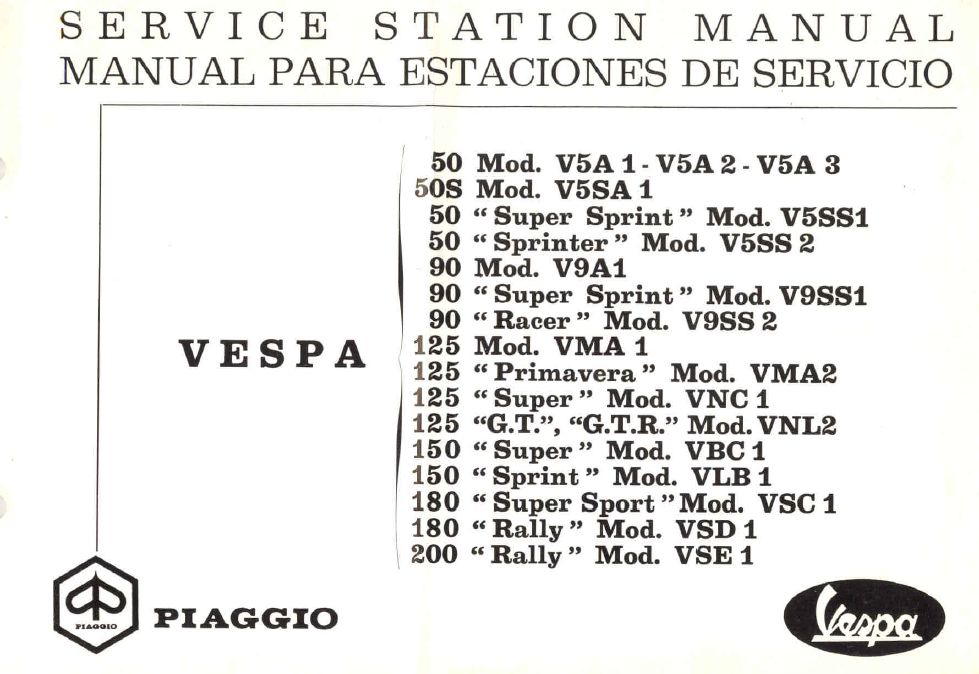 SERVICE STATION MANUAL
MANUAL PARA ESTACIONES DE SERVICIO
VESPA
50 Mod. V5A 1 - V5A 2 - V5A 3
50S Mod. V5SA 1
50 “Super Sprint” Mod. V5SS1
50 “Sprinter” Mod. V5SS 2
90 Mod. V9A1
90 “Super Sprint” Mod. V9SS1
90 “Racer” Mod. V9SS 2
125 Mod. VMA 1
125 “Primavera” Mod. VMA2
125 “Super” Mod. VNC 1
125 “G.T.”, “G.T.R.” Mod. VNL2
150 “Super” Mod. VBC 1
150 “Sprint” Mod. VLB 1
180 “Super Sport” Mod. VSC 1
180 “Rally” Mod. VSD 1
200 “Rally” Mod. VSE 1
PIAGGIO
PIAGGIO
Vespa